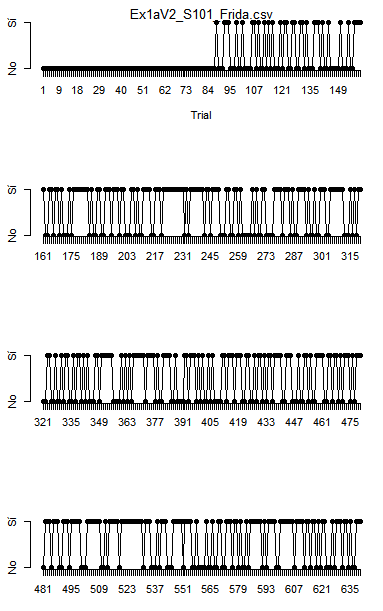 Ex1aV2_S101_Frida.csv
Sí
No
1 9 18 29 40 51 62 73 84 95 108 121 135 149
Trial
Sí
No
161 175 189 203 217 231 245 259 273 287 301 315
Sí
No
321 335 349 363 377 391 405 419 433 447 461 475
Sí
No
481 495 509 523 537 551 565 579 593 607 621 635